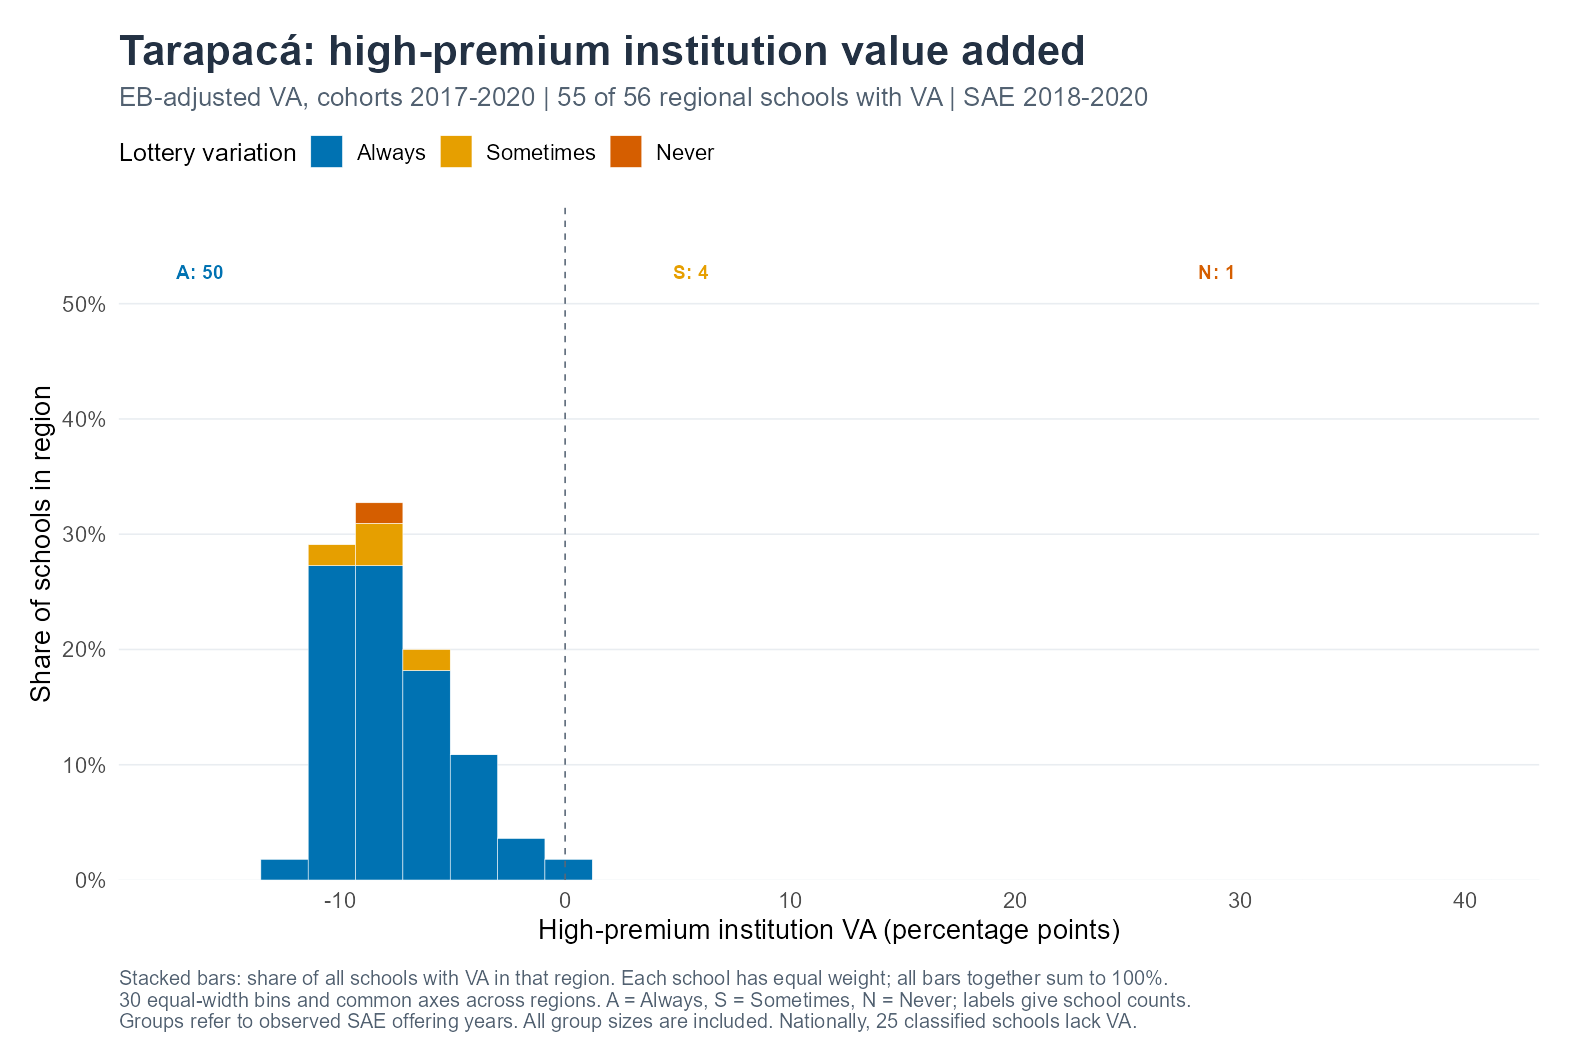 Tarapacá: high-premium institution value added
EB-adjusted VA, cohorts 2017-2020 | 55 of 56 regional schools with VA | SAE 2018-2020
Lottery variation Always Sometimes Never
A: 50 S: 4 N: 1
50%
40%
30%
20%
10%
0%
Share of schools in region
-10 0 10 20 30 40
High-premium institution VA (percentage points)
Stacked bars: share of all schools with VA in that region. Each school has equal weight; all bars together sum to 100%.
30 equal-width bins and common axes across regions. A = Always, S = Sometimes, N = Never; labels give school counts.
Groups refer to observed SAE offering years. All group sizes are included. Nationally, 25 classified schools lack VA.